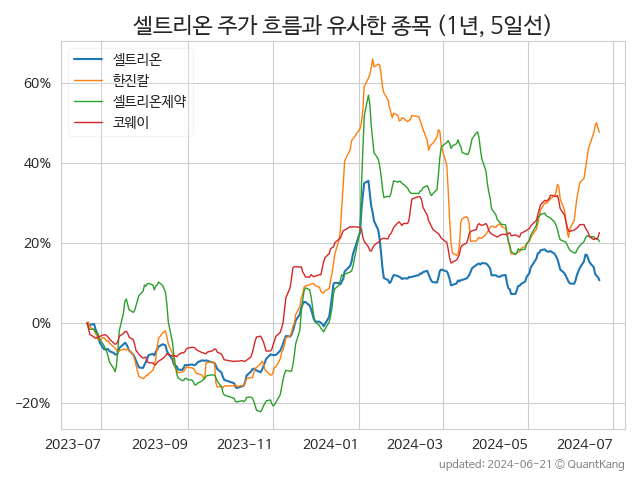 셀트리온 주가 흐름과 유사한 종목 (1년, 5일선)
셀트리온
한진칼
셀트리온제약
코웨이
60%
40%
20%
0%
−20%
2023-07
2023-09
2023-11
2024-01
2024-03
2024-05
2024-07
updated: 2024-06-21 © QuantKang